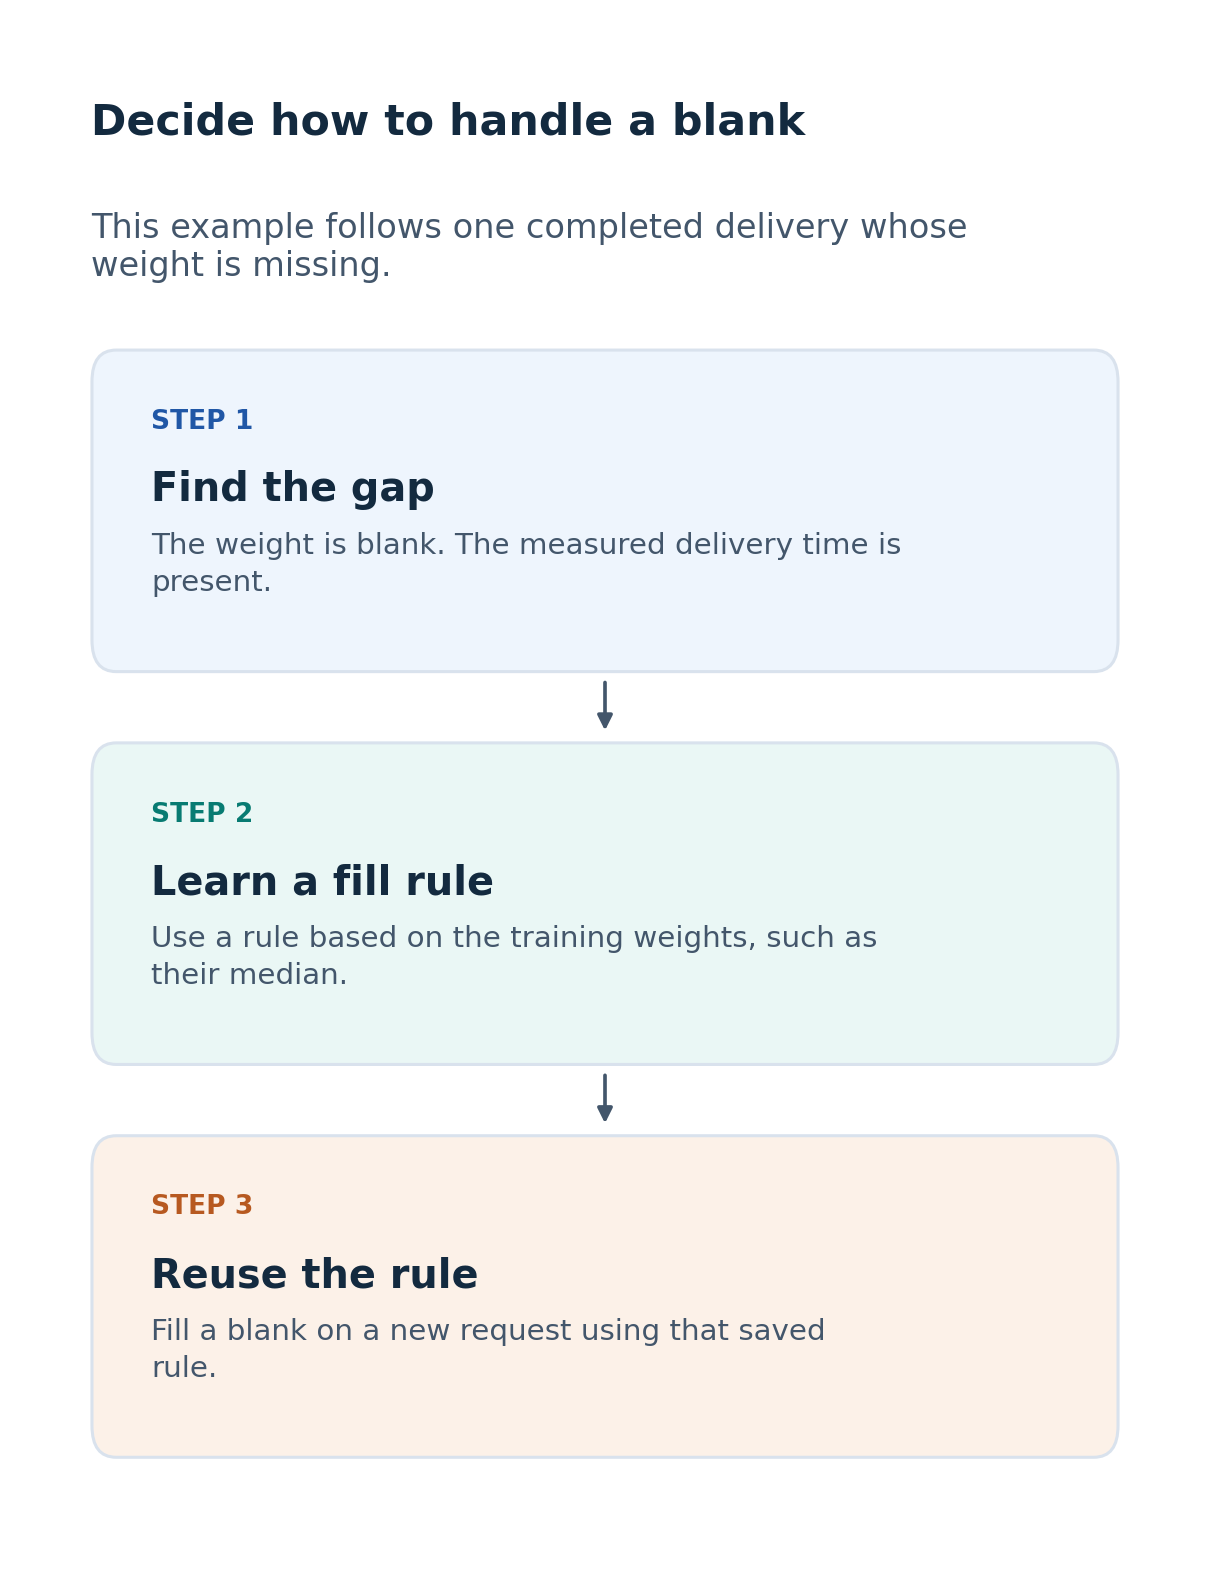 Decide how to handle a blank
This example follows one completed delivery whose
weight is missing.
STEP 1
Find the gap
The weight is blank. The measured delivery time is
present.
STEP 2
Learn a fill rule
Use a rule based on the training weights, such as
their median.
STEP 3
Reuse the rule
Fill a blank on a new request using that saved
rule.